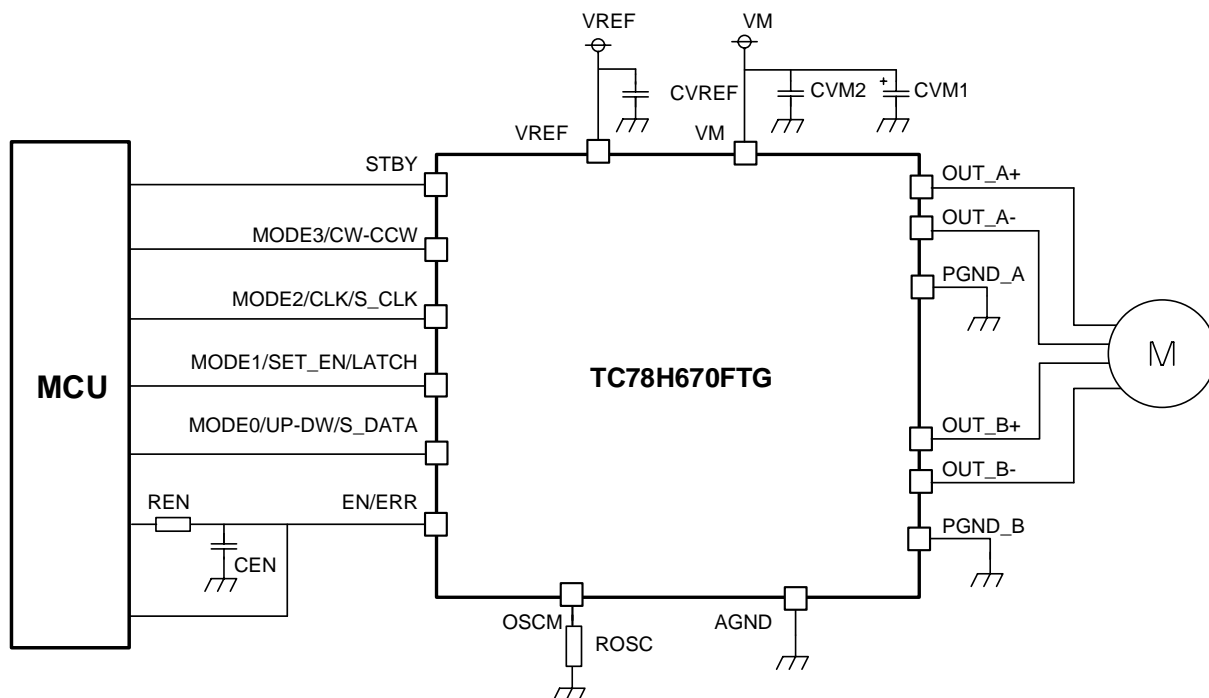 VREF
VM
CVREF
CVM2
+
CVM1
VREF
VM
STBY
OUT_A+
MODE3/CW-CCW
OUT_A-
MODE2/CLK/S_CLK
PGND_A
MODE1/SET_EN/LATCH
MCU
TC78H670FTG
M
MODE0/UP-DW/S_DATA
OUT_B+
OUT_B-
REN
EN/ERR
PGND_B
CEN
OSCM
ROSC
AGND